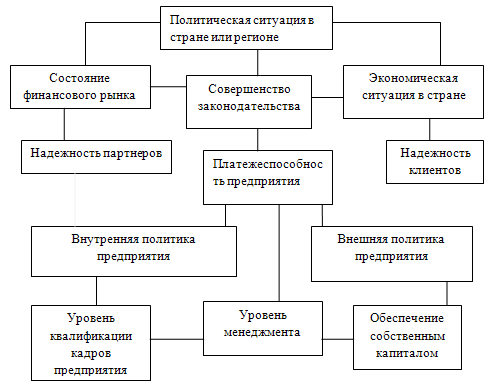 Политическая ситуация в
стране или регионе
Состояние
финансового рынка
Совершенство
законодательства
Экономическая
ситуация в стране
Надежность партнеров
Платежеспособнос
ть предприятия
Надежность
клиентов
Внутренняя политика
предприятия
Внешняя политика
предприятия
Уровень
квалификации
кадров
предприятия
Уровень
менеджмента
Обеспечение
собственным
капиталом